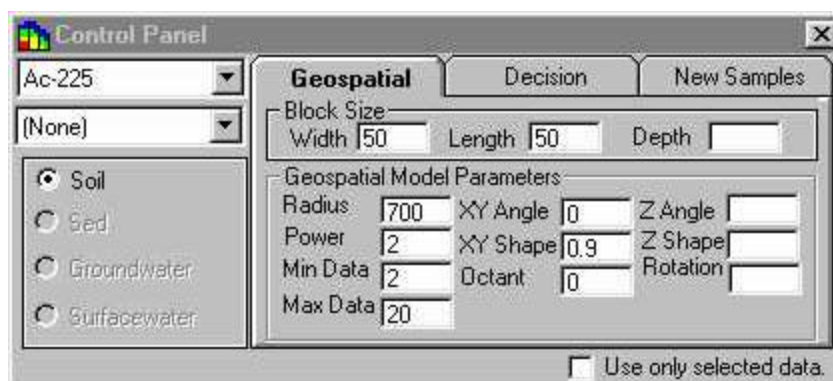 Control Panel
Ac-225
Geospatial Decision New Samples
(None)
Block Size
Width 50 Length 50 Depth
Soil
Sed.
Groundwater
Surfacewater
Geospatial Model Parameters
Radius 700 XY Angle 0 Z Angle
Power 2 XY Shape 0.9 Z Shape
Min Data 2 Octant 0 Rotation
Max Data 20
Use only selected data.